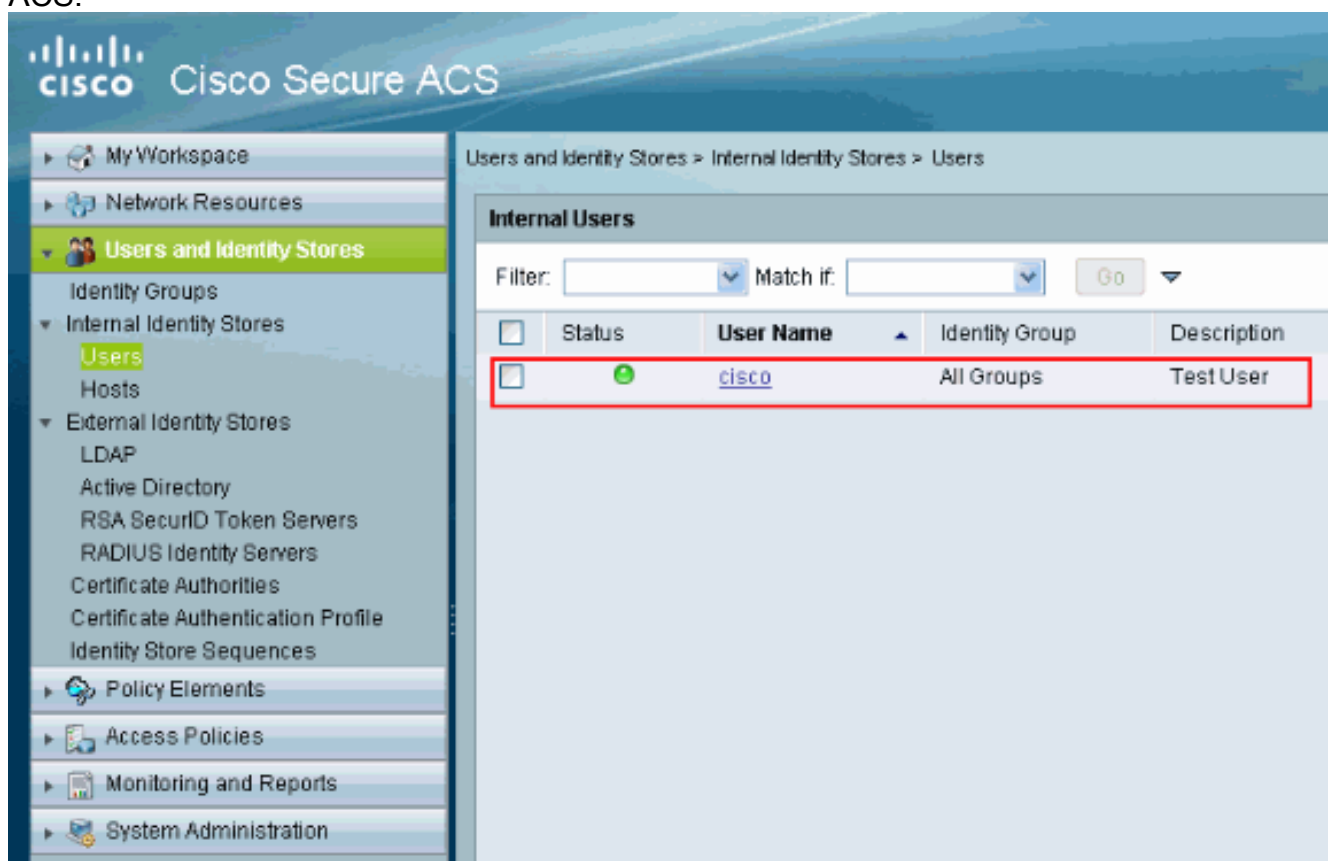 ACS.
CISCO Cisco Secure ACS
My Workspace
Network Resources
Users and Identity Stores
Identity Groups
Internal Identity Stores
Users
Hosts
External Identity Stores
LDAP
Active Directory
RSA SecurID Token Servers
RADIUS Identity Servers
Certificate Authorities
Certificate Authentication Profile
Identity Store Sequences
Policy Elements
Access Policies
Monitoring and Reports
System Administration
Users and Identity Stores > Internal Identity Stores > Users
Internal Users
Filter: Match if: Go
Status User Name Identity Group Description
cisco All Groups Test User